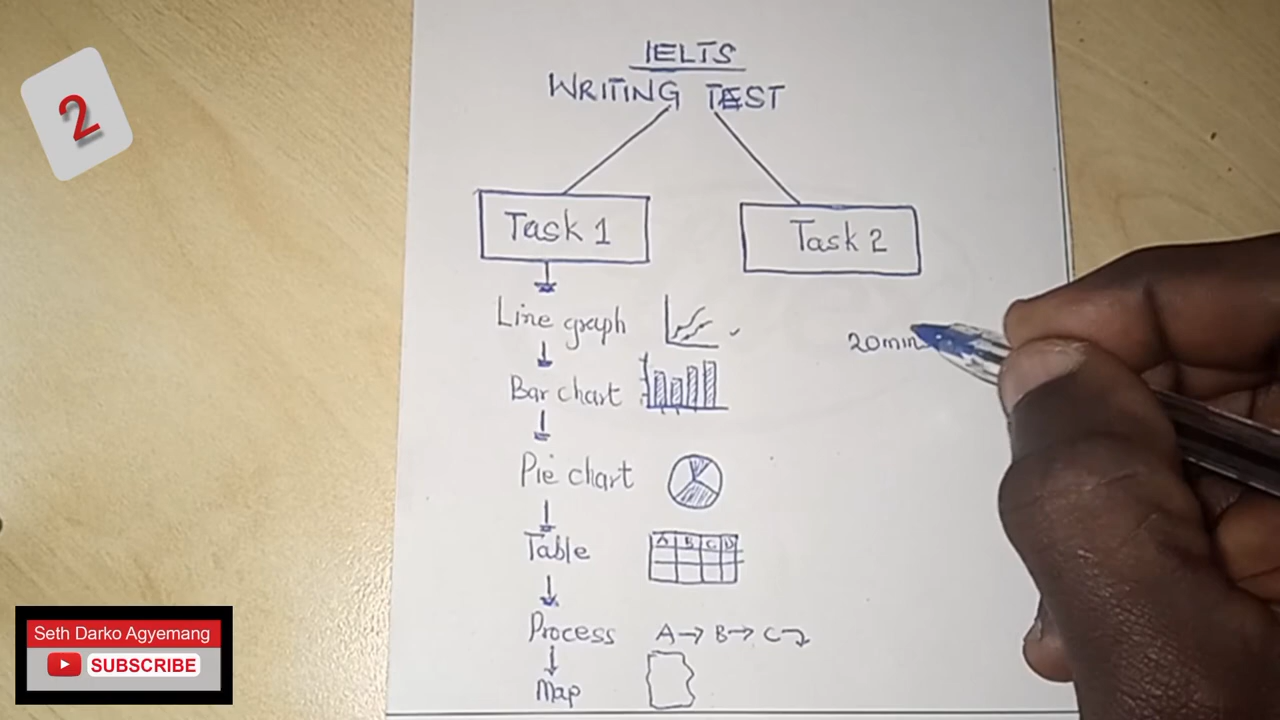 2
IELTS
WRITING TEST
Task 1
Task 2
Line graph
20min
Bar chart
Pie chart
Table
A B C D
Process A→ B→ C
Map
Seth Darko Agyemang
SUBSCRIBE